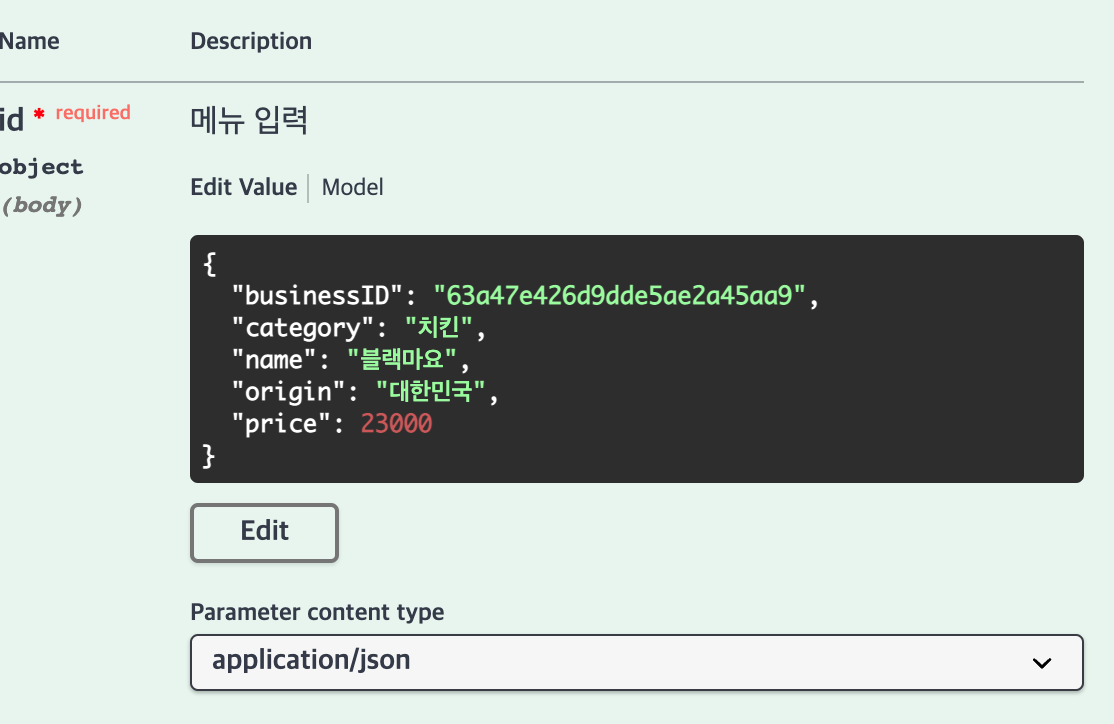 Name Description
id * required 메뉴 입력
object
(body)
Edit Value Model
{
"businessID": "63a47e426d9dde5ae2a45aa9",
"category": "치킨",
"name": "블랙마요",
"origin": "대한민국",
"price": 23000
}
Edit
Parameter content type
application/json